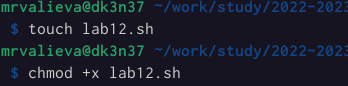 mrvalieva@dk3n37 ~/work/study/2022-2023
$ touch lab12.sh
mrvalieva@dk3n37 ~/work/study/2022-2023
$ chmod +x lab12.sh